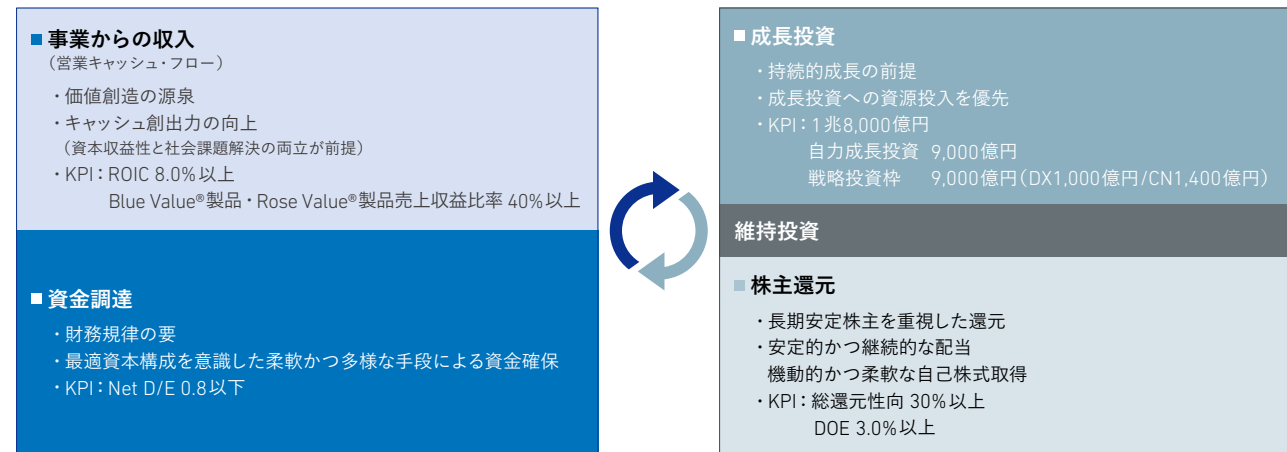 ■ 事業からの収入
（営業キャッシュ・フロー）
・価値創造の源泉
・キャッシュ創出力の向上
（資本収益性と社会課題解決の両立が前提）
・KPI：ROIC 8.0%以上
Blue Value®製品・Rose Value®製品売上収益比率 40%以上
■ 資金調達
・財務規律の要
・最適資本構成を意識した柔軟かつ多様な手段による資金確保
・KPI：Net D/E 0.8以下
■ 成長投資
・持続的成長の前提
・成長投資への資源投入を優先
・KPI：1兆8,000億円
自力成長投資 9,000億円
戦略投資枠 9,000億円（DX1,000億円/CN1,400億円）
維持投資
■ 株主還元
・長期安定株主を重視した還元
・安定的かつ継続的な配当
機動的かつ柔軟な自己株式取得
・KPI：総還元性向 30%以上
DOE 3.0%以上